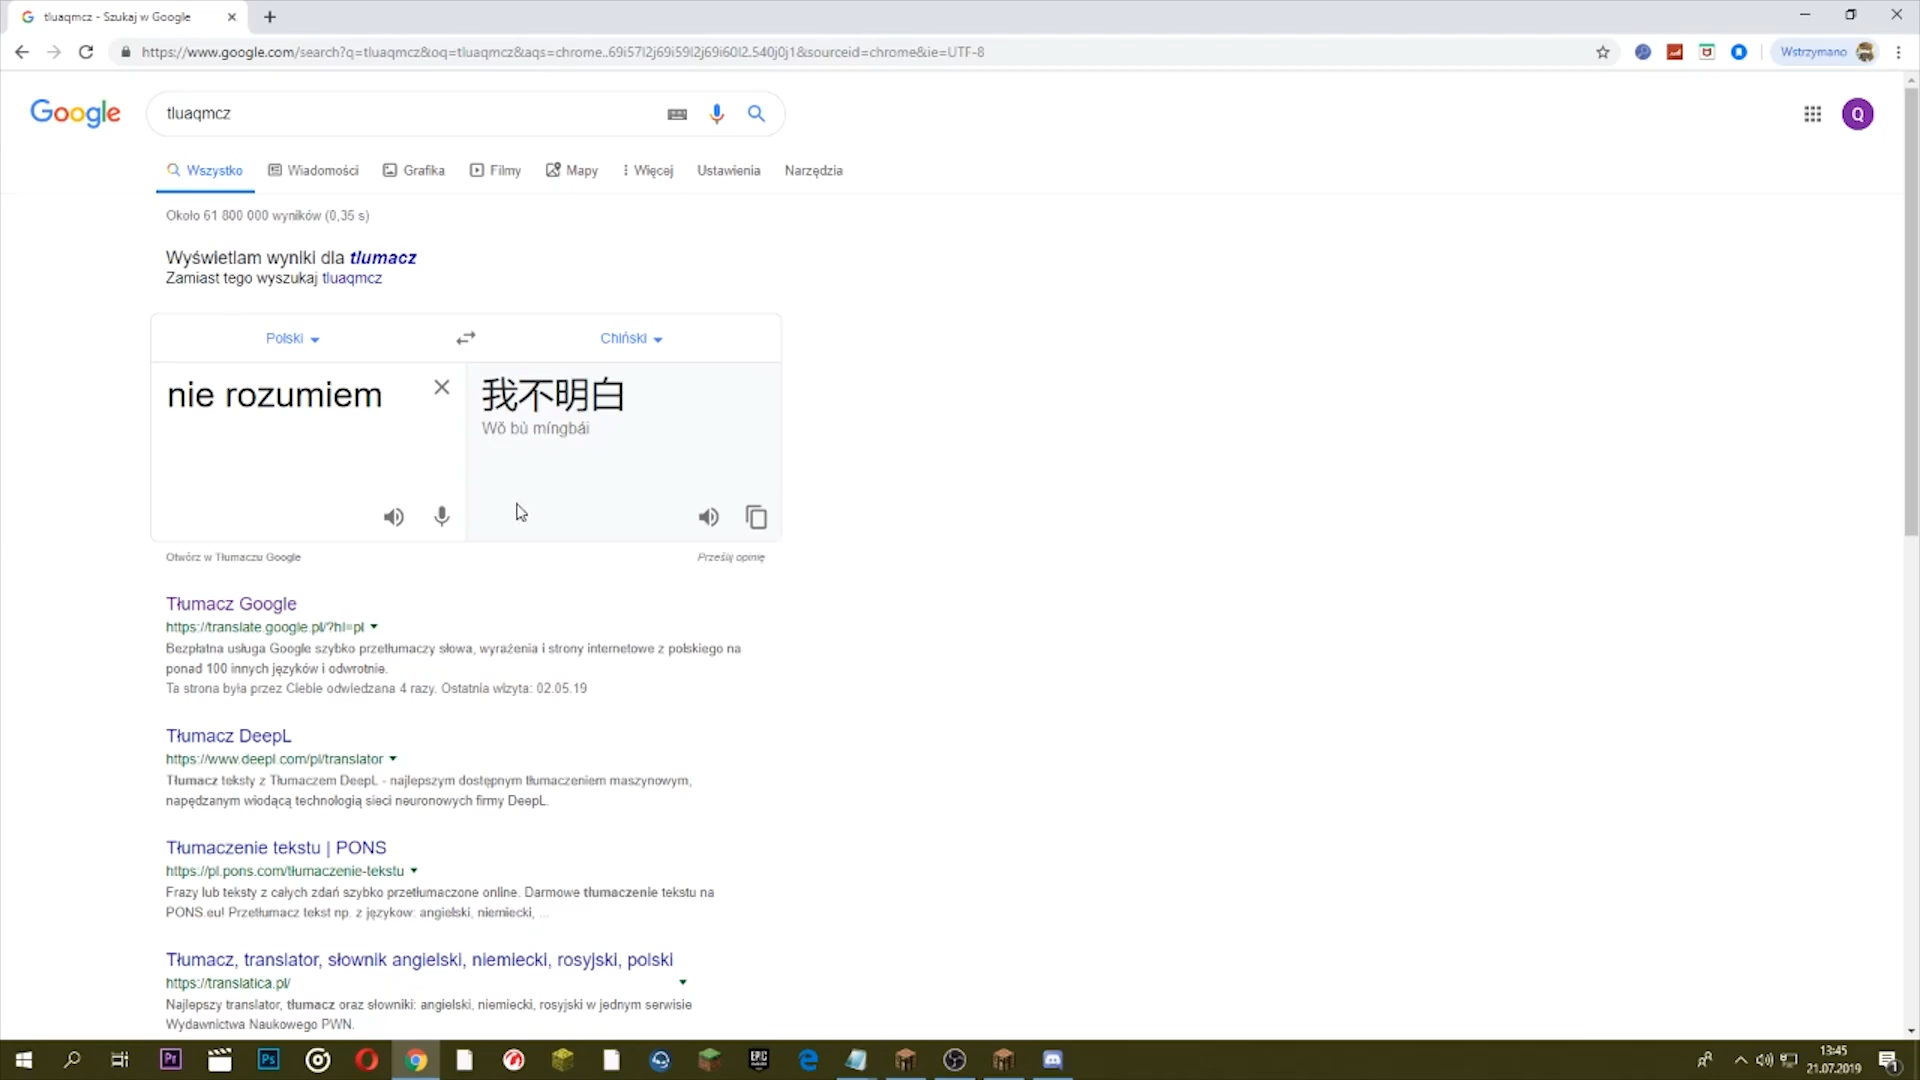 tluaqmcz - Szukaj w Google
https://www.google.com/search?q=tluaqmcz&oq=tluaqmcz&aqs=chrome..69i57l2j69i59l2j69i60l2.540j0j1&sourceid=chrome&ie=UTF-8
Wstrzymano
Google
tluaqmcz
Q
Wszystko Wiadomości Grafika Filmy Mapy Więcej Ustawienia Narzędzia
Około 61 800 000 wyników (0,35 s)
Wyświetlam wyniki dla tlumacz
Zamiast tego wyszukaj tluaqmcz
Polski Chiński
nie rozumiem 我不明白
Wǒ bù míngbái
Otwórz w Tłumaczu Google Prześlij opinię
Tłumacz Google
https://translate.google.pl/?hl=pl
Bezpłatna usługa Google szybko przetłumaczy słowa, wyrażenia i strony internetowe z polskiego na
ponad 100 innych języków i odwrotnie.
Ta strona była przez Ciebie odwiedzana 4 razy. Ostatnia wizyta: 02.05.19
Tłumacz DeepL
https://www.deepl.com/pl/translator
Tłumacz teksty z Tłumaczem DeepL - najlepszym dostępnym tłumaczeniem maszynowym,
napędzanym wiodącą technologią sieci neuronowych firmy DeepL.
Tłumaczenie tekstu | PONS
https://pl.pons.com/tłumaczenie-tekstu
Frazy lub teksty z całych zdań szybko przetłumaczone online. Darmowe tłumaczenie tekstu na
PONS.eu! Przetłumacz tekst np. z językow: angielski, niemiecki, ...
Tłumacz, translator, słownik angielski, niemiecki, rosyjski, polski
https://translatica.pl/
Najlepszy translator, tłumacz oraz słowniki: angielski, niemiecki, rosyjski w jednym serwisie
Wydawnictwa Naukowego PWN.
Pr Ps EPIC
13:45
21.07.2019
1